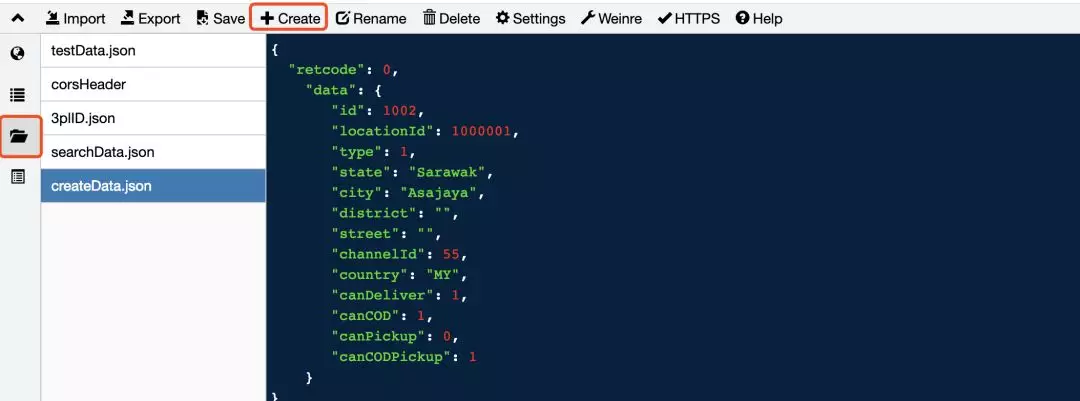 Import Export Save Create Rename Delete Settings Weinre HTTPS Help
testData.json
corsHeader
3plID.json
searchData.json
createData.json
{
"retcode": 0,
"data": {
"id": 1002,
"locationId": 1000001,
"type": 1,
"state": "Sarawak",
"city": "Asajaya",
"district": "",
"street": "",
"channelId": 55,
"country": "MY",
"canDeliver": 1,
"canCOD": 1,
"canPickup": 0,
"canCODPickup": 1
}
}